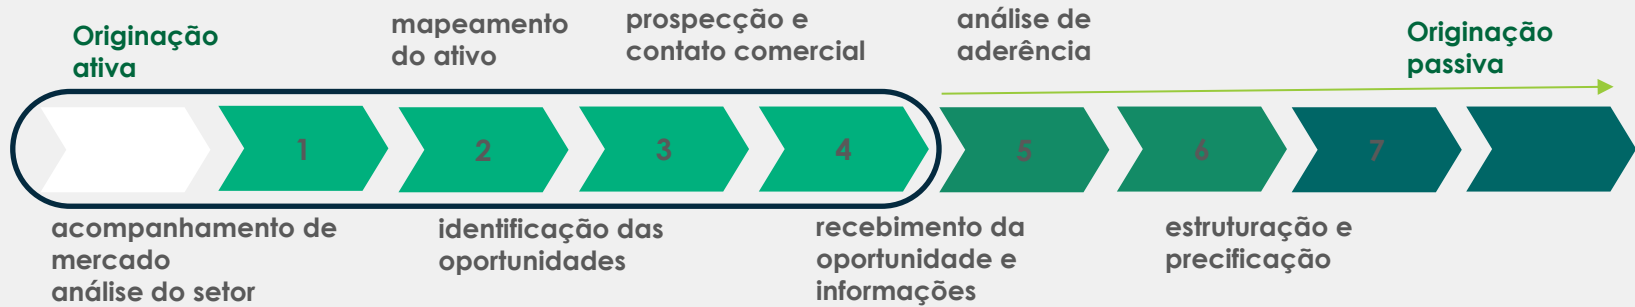 Originação
ativa
mapeamento
do ativo
prospecção e
contato comercial
análise de
aderência
Originação
passiva
1
2
3
4
5
6
7
acompanhamento de
mercado
análise do setor
identificação das
oportunidades
recebimento da
oportunidade e
informações
estruturação e
precificação